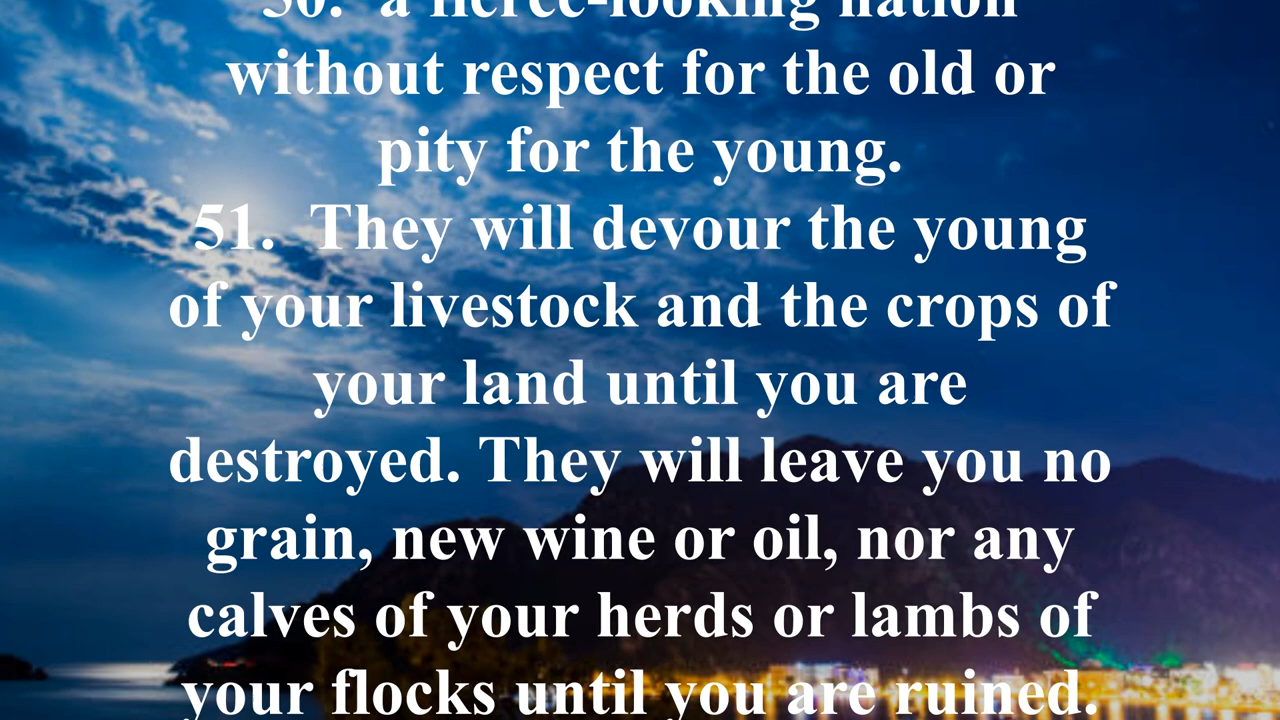 50.  a fierce-looking nation
without respect for the old or
pity for the young.
51.  They will devour the young
of your livestock and the crops of
your land until you are
destroyed. They will leave you no
grain, new wine or oil, nor any
calves of your herds or lambs of
your flocks until you are ruined.